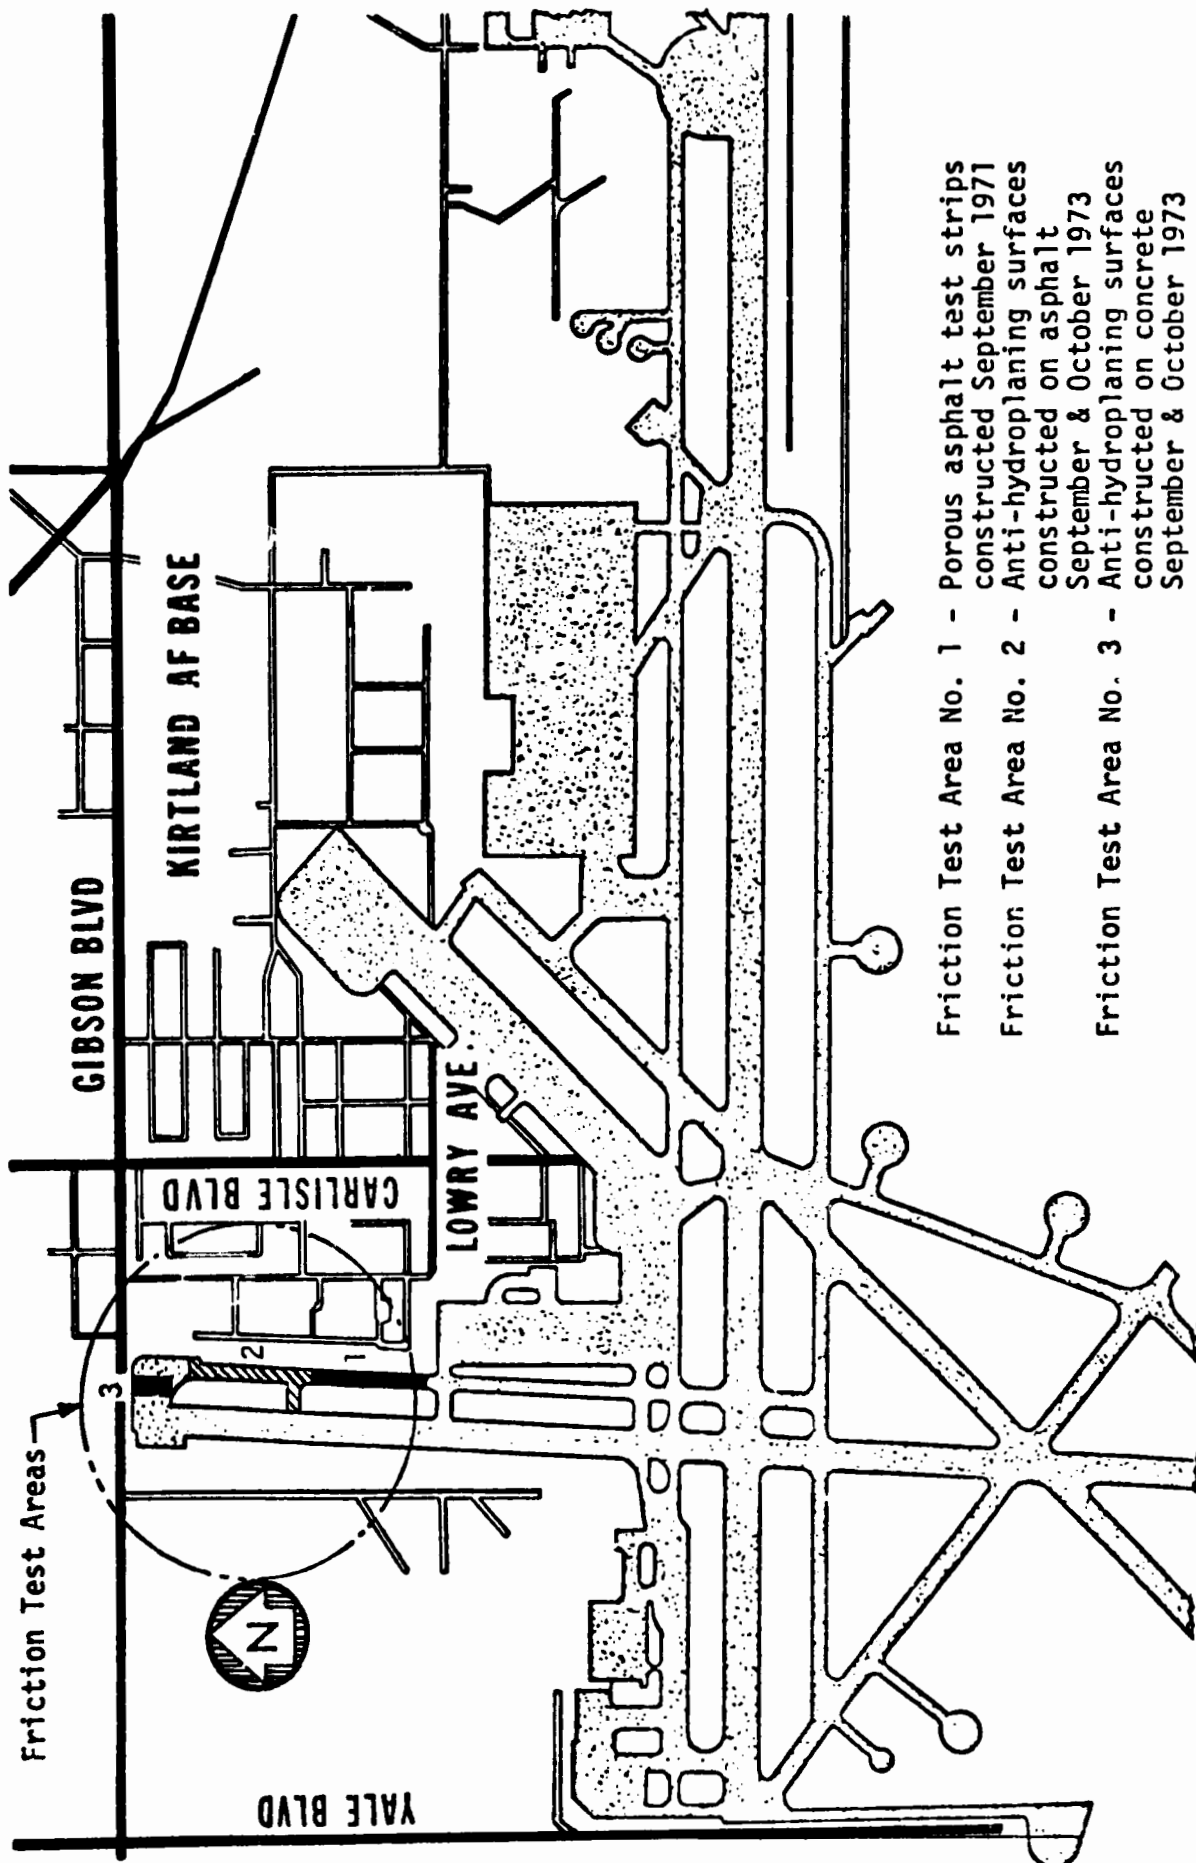 Friction Test Areas
3
2
1
N
YALE BLVD
GIBSON BLVD
CARLISLE BLVD
LOWRY AVE.
KIRTLAND AF BASE
Friction Test Area No. 1 - Porous asphalt test strips
constructed September 1971
Friction Test Area No. 2 - Anti-hydroplaning surfaces
constructed on asphalt
September & October 1973
Friction Test Area No. 3 - Anti-hydroplaning surfaces
constructed on concrete
September & October 1973